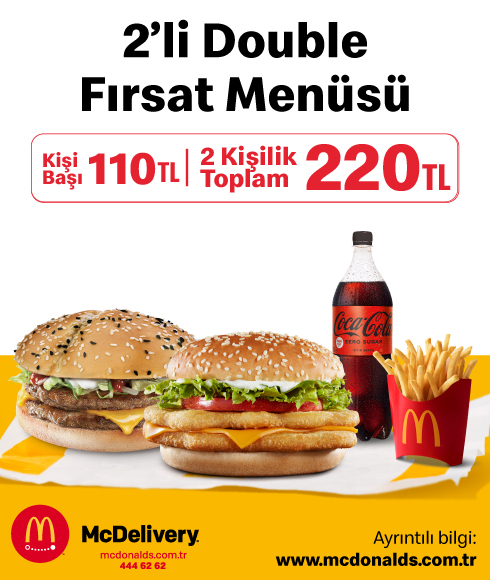 2’li Double
Fırsat Menüsü
Kişi Başı 110TL
2 Kişilik Toplam 220TL
Coca-Cola
ZERO SUGAR
McDelivery
mcdonalds.com.tr
444 62 62
Ayrıntılı bilgi:
www.mcdonalds.com.tr